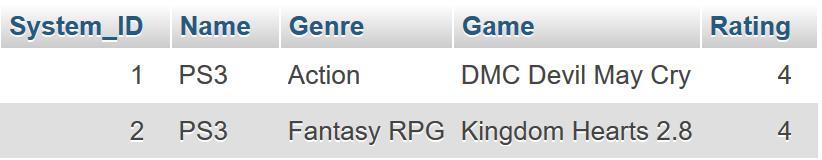 System_ID Name Genre Game Rating
1 PS3 Action DMC Devil May Cry 4
2 PS3 Fantasy RPG Kingdom Hearts 2.8 4